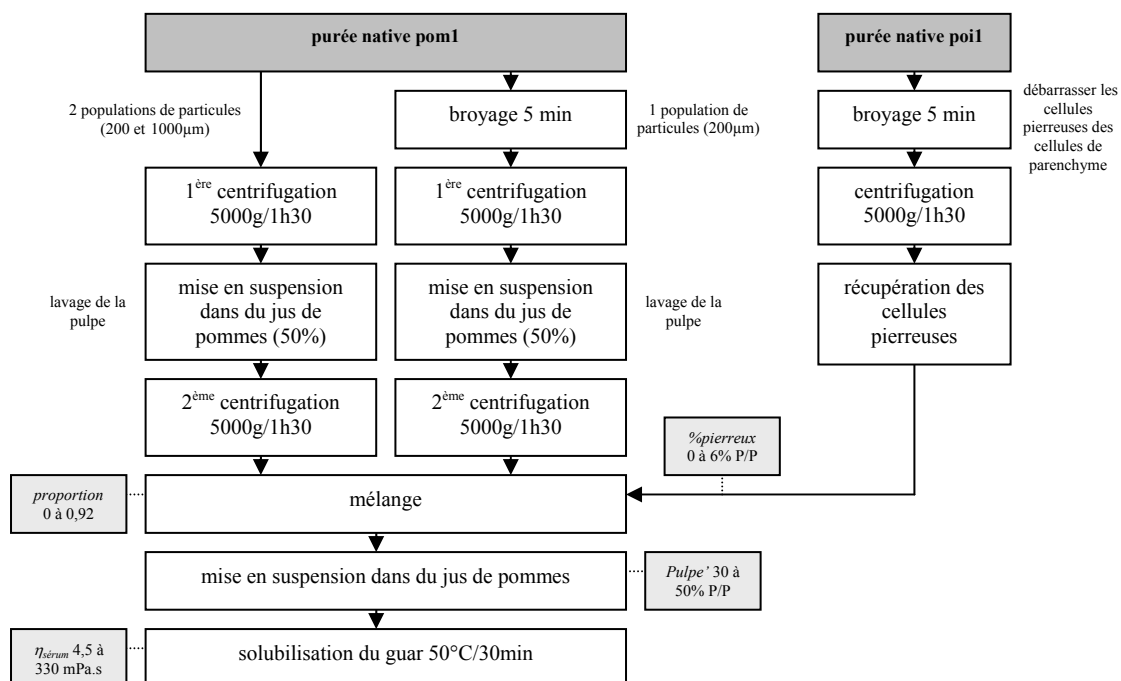 purée native pom1
purée native poi1
2 populations de particules
(200 et 1000µm)
broyage 5 min
1 population de
particules (200µm)
broyage 5 min
débarrasser les
cellules
pierreuses des
cellules de
parenchyme
1ère centrifugation
5000g/1h30
1ère centrifugation
5000g/1h30
centrifugation
5000g/1h30
lavage de la
pulpe
mise en suspension
dans du jus de
pommes (50%)
mise en suspension
dans du jus de
pommes (50%)
lavage de la
pulpe
récupération des
cellules
pierreuses
2ème centrifugation
5000g/1h30
2ème centrifugation
5000g/1h30
%pierreux
0 à 6% P/P
proportion
0 à 0,92
mélange
mise en suspension dans du jus de pommes
Pulpe’ 30 à
50% P/P
ηsérum 4,5 à
330 mPa.s
solubilisation du guar 50°C/30min